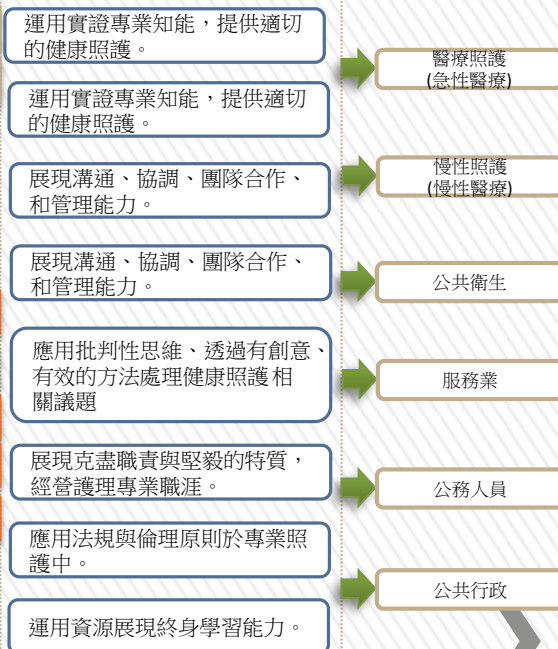 運用實證專業知能，提供適切
的健康照護。
運用實證專業知能，提供適切
的健康照護。
展現溝通、協調、團隊合作、
和管理能力。
展現溝通、協調、團隊合作、
和管理能力。
應用批判性思維、透過有創意、
有效的方法處理健康照護相
關議題
展現克盡職責與堅毅的特質，
經營護理專業職涯。
應用法規與倫理原則於專業照
護中。
運用資源展現終身學習能力。
醫療照護
(急性醫療)
慢性照護
(慢性醫療)
公共衛生
服務業
公務人員
公共行政